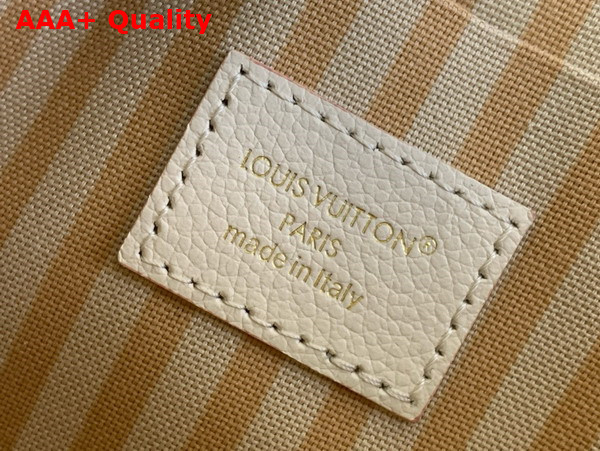 AAA+ Quality
LOUIS VUITTON®
PARIS
made in Italy